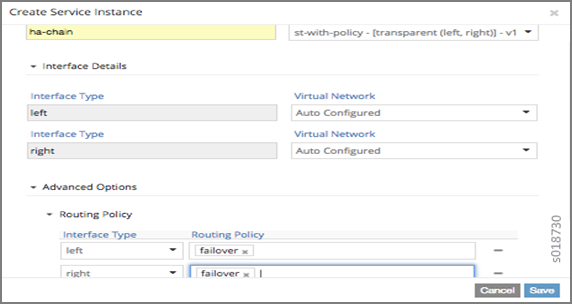 Create Service Instance
ha-chain st-with-policy - [transparent (left, right)] - v1
Interface Details
Interface Type Virtual Network
left Auto Configured
Interface Type Virtual Network
right Auto Configured
Advanced Options
Routing Policy
Interface Type Routing Policy
left failover
right failover
s018730
Cancel Save